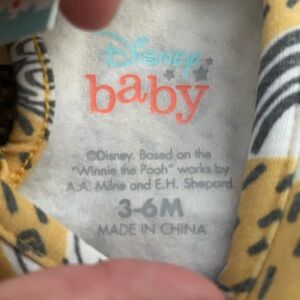 Disney
baby
©Disney. Based on the
"Winnie the Pooh" works by
A.A. Milne and E.H. Shepard.
3-6M
MADE IN CHINA